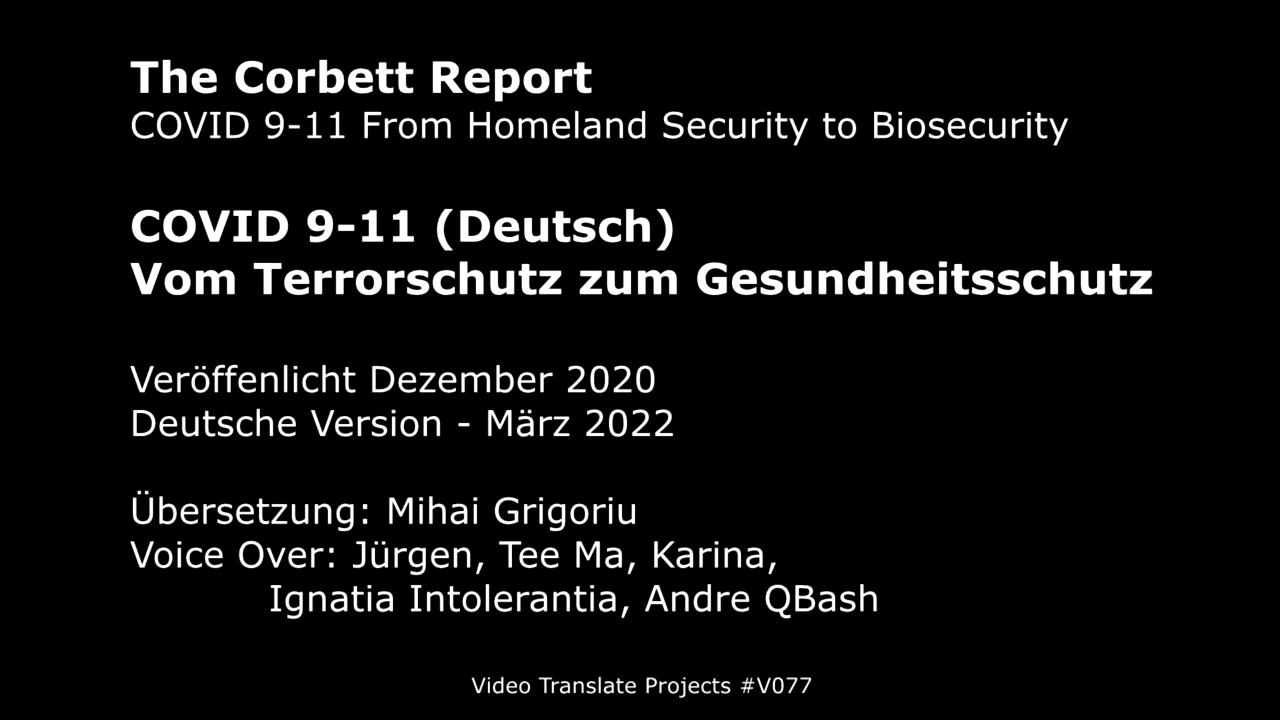 The Corbett Report
COVID 9-11 From Homeland Security to Biosecurity
COVID 9-11 (Deutsch)
Vom Terrorschutz zum Gesundheitsschutz
Veröffenlicht Dezember 2020
Deutsche Version - März 2022
Übersetzung: Mihai Grigoriu
Voice Over: Jürgen, Tee Ma, Karina,
Ignatia Intolerantia, Andre QBash
Video Translate Projects #V077